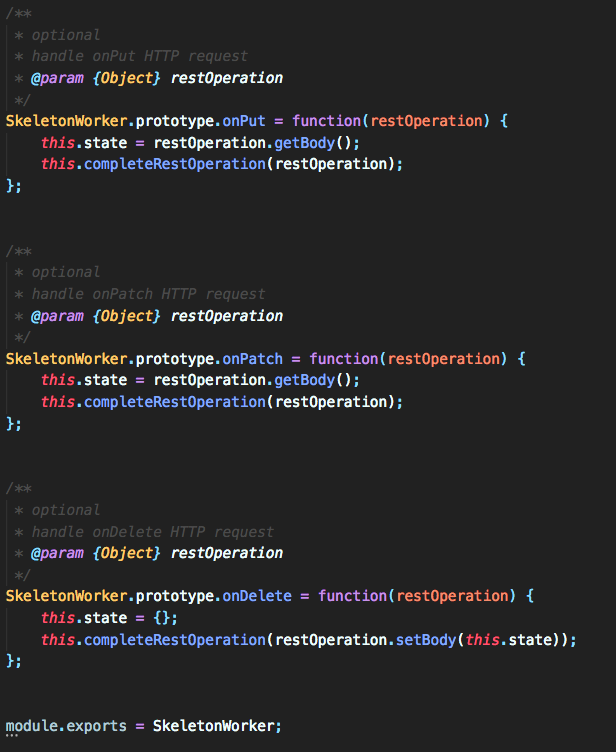 /**
 * optional
 * handle onPut HTTP request
 * @param {Object} restOperation
 */
SkeletonWorker.prototype.onPut = function(restOperation) {
    this.state = restOperation.getBody();
    this.completeRestOperation(restOperation);
};
/**
 * optional
 * handle onPatch HTTP request
 * @param {Object} restOperation
 */
SkeletonWorker.prototype.onPatch = function(restOperation) {
    this.state = restOperation.getBody();
    this.completeRestOperation(restOperation);
};
/**
 * optional
 * handle onDelete HTTP request
 * @param {Object} restOperation
 */
SkeletonWorker.prototype.onDelete = function(restOperation) {
    this.state = {};
    this.completeRestOperation(restOperation.setBody(this.state));
};
module.exports = SkeletonWorker;